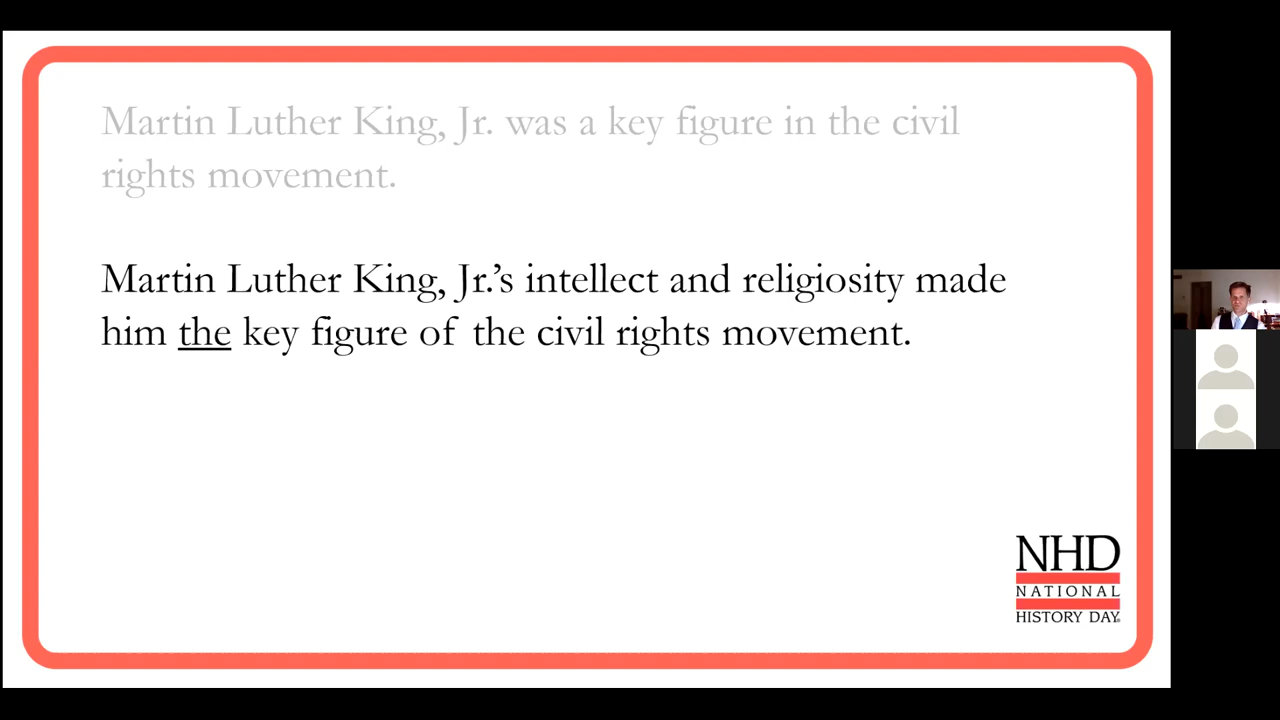 Martin Luther King, Jr. was a key figure in the civil
rights movement.
Martin Luther King, Jr.’s intellect and religiosity made
him the key figure of the civil rights movement.
NHD
NATIONAL
HISTORY DAY®